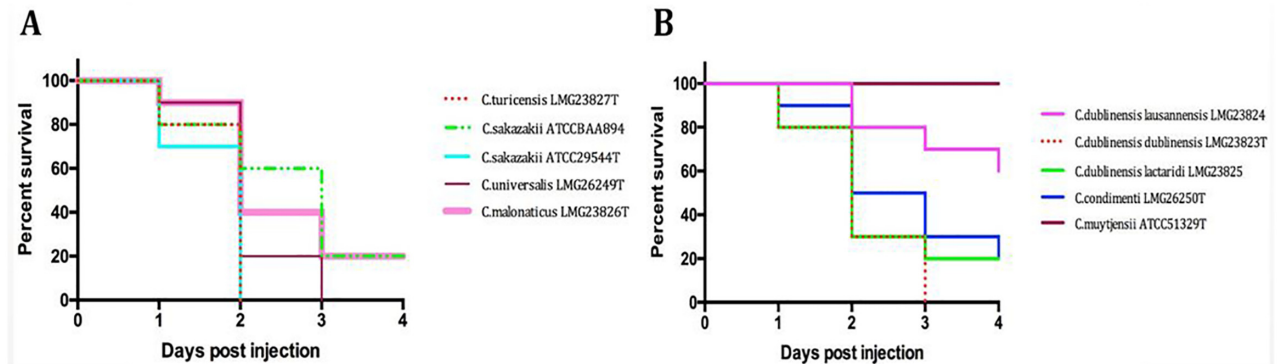 A
B
Percent survival
100
80
60
40
20
0
0 1 2 3 4
Days post injection
C.turicensis LMG23827T
C.sakazakii ATCCBAA894
C.sakazakii ATCC29544T
C.universalis LMG26249T
C.malonaticus LMG23826T
Percent survival
100
80
60
40
20
0
0 1 2 3 4
Days post injection
C.dublinensis lausannensis LMG23824
C.dublinensis dublinensis LMG23823T
C.dublinensis lactaridi LMG23825
C.condimenti LMG26250T
C.muytjensii ATCC51329T